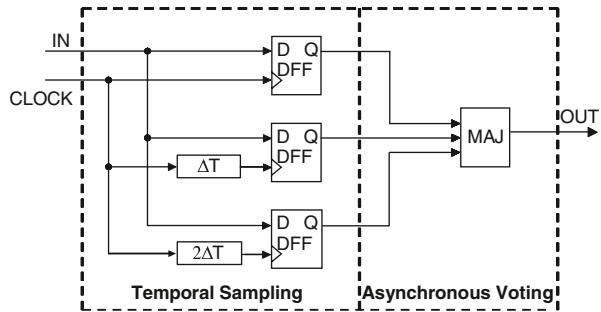 IN
CLOCK
D Q
DFF
D Q
DFF
ΔT
D Q
DFF
2ΔT
MAJ
OUT
Temporal Sampling
Asynchronous Voting